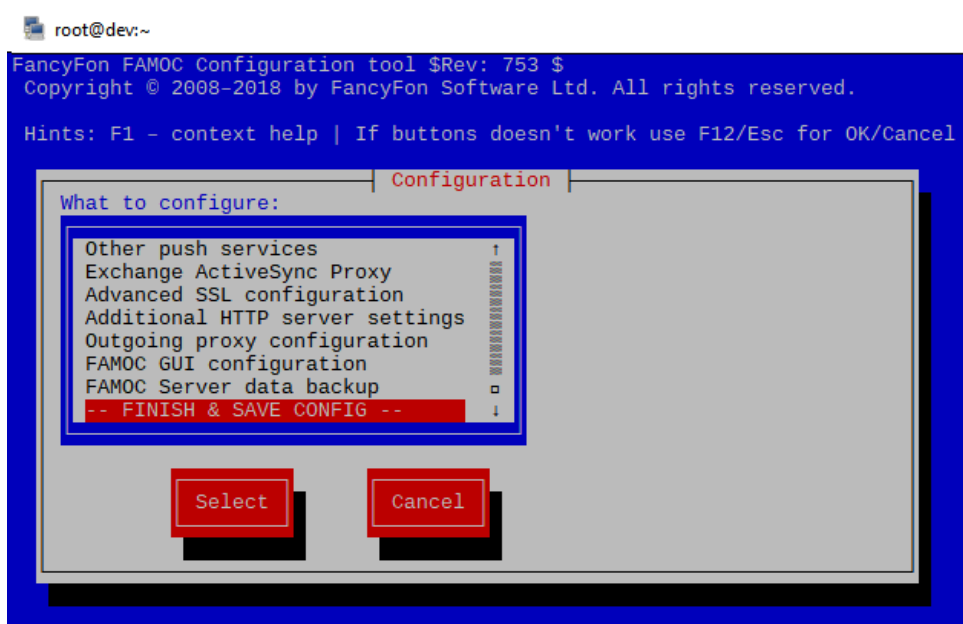 root@dev:~
FancyFon FAMOC Configuration tool $Rev: 753 $
Copyright © 2008–2018 by FancyFon Software Ltd. All rights reserved.
Hints: F1 – context help | If buttons doesn't work use F12/Esc for OK/Cancel
Configuration
What to configure:
Other push services
Exchange ActiveSync Proxy
Advanced SSL configuration
Additional HTTP server settings
Outgoing proxy configuration
FAMOC GUI configuration
FAMOC Server data backup
-- FINISH & SAVE CONFIG --
Select Cancel